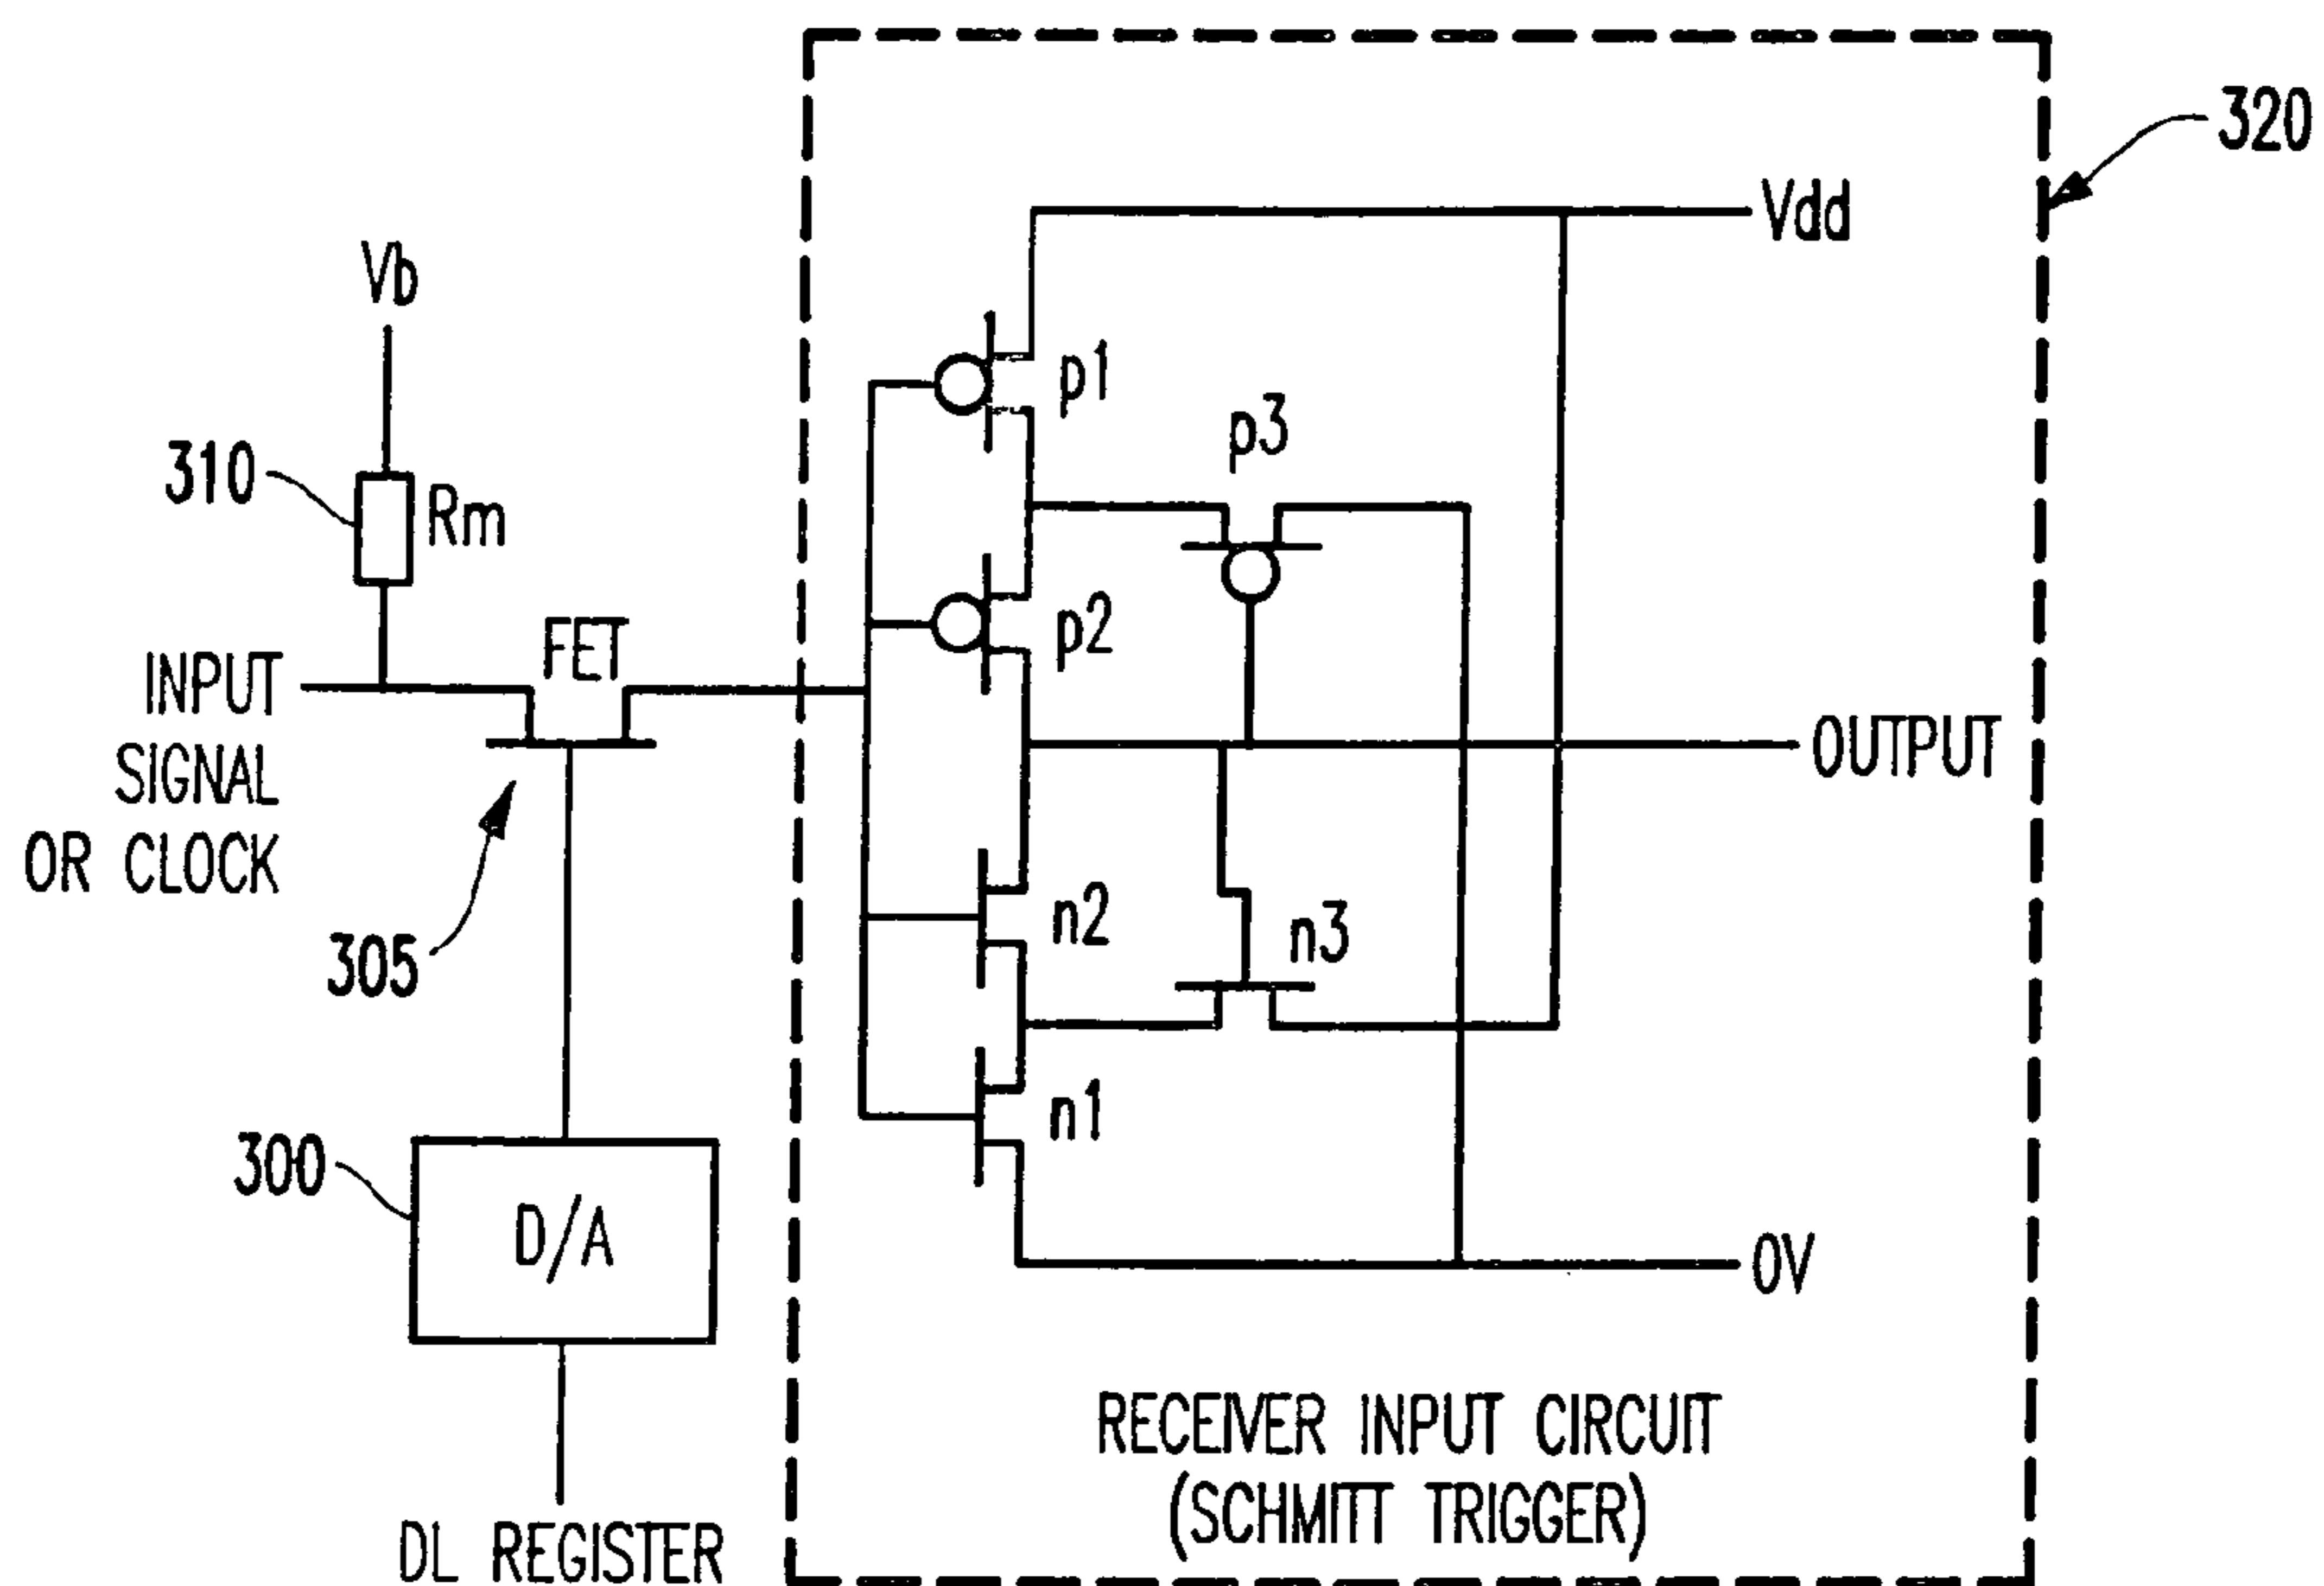 320
Vdd
Vb
p1
p3
310
Rm
p2
FET
INPUT
SIGNAL
OR CLOCK
OUTPUT
n2
n3
305
n1
300
D/A
0V
RECEIVER INPUT CIRCUIT
(SCHMITT TRIGGER)
DL REGISTER